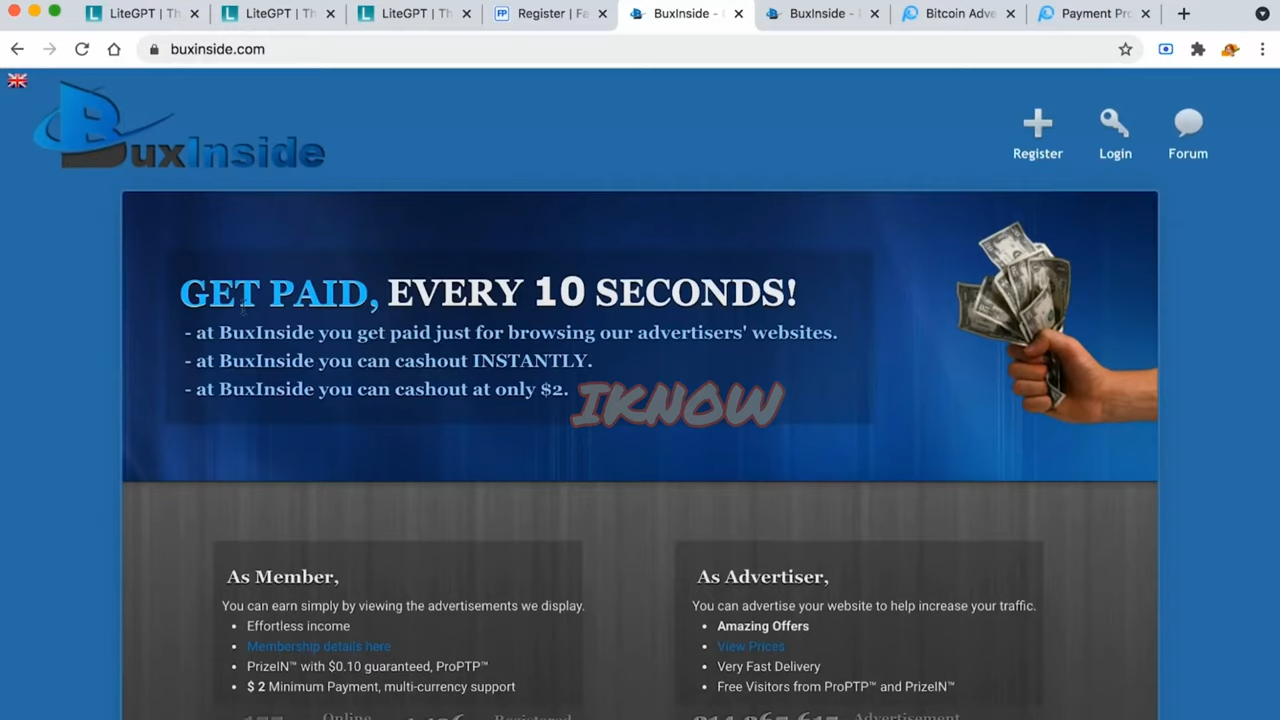 LiteGPT | Th
LiteGPT | Th
LiteGPT | Th
Register | Fa
BuxInside -
BuxInside -
Bitcoin Adve
Payment Pro
buxinside.com
BuxInside
Register
Login
Forum
GET PAID, EVERY 10 SECONDS!
- at BuxInside you get paid just for browsing our advertisers' websites.
- at BuxInside you can cashout INSTANTLY.
- at BuxInside you can cashout at only $2.
IKNOW
As Member,
You can earn simply by viewing the advertisements we display.
• Effortless income
• Membership details here
• PrizeIN™ with $0.10 guaranteed, ProPTP™
• $ 2 Minimum Payment, multi-currency support
As Advertiser,
You can advertise your website to help increase your traffic.
• Amazing Offers
• View Prices
• Very Fast Delivery
• Free Visitors from ProPTP™ and PrizeIN™
Online
Registered
Advertisement